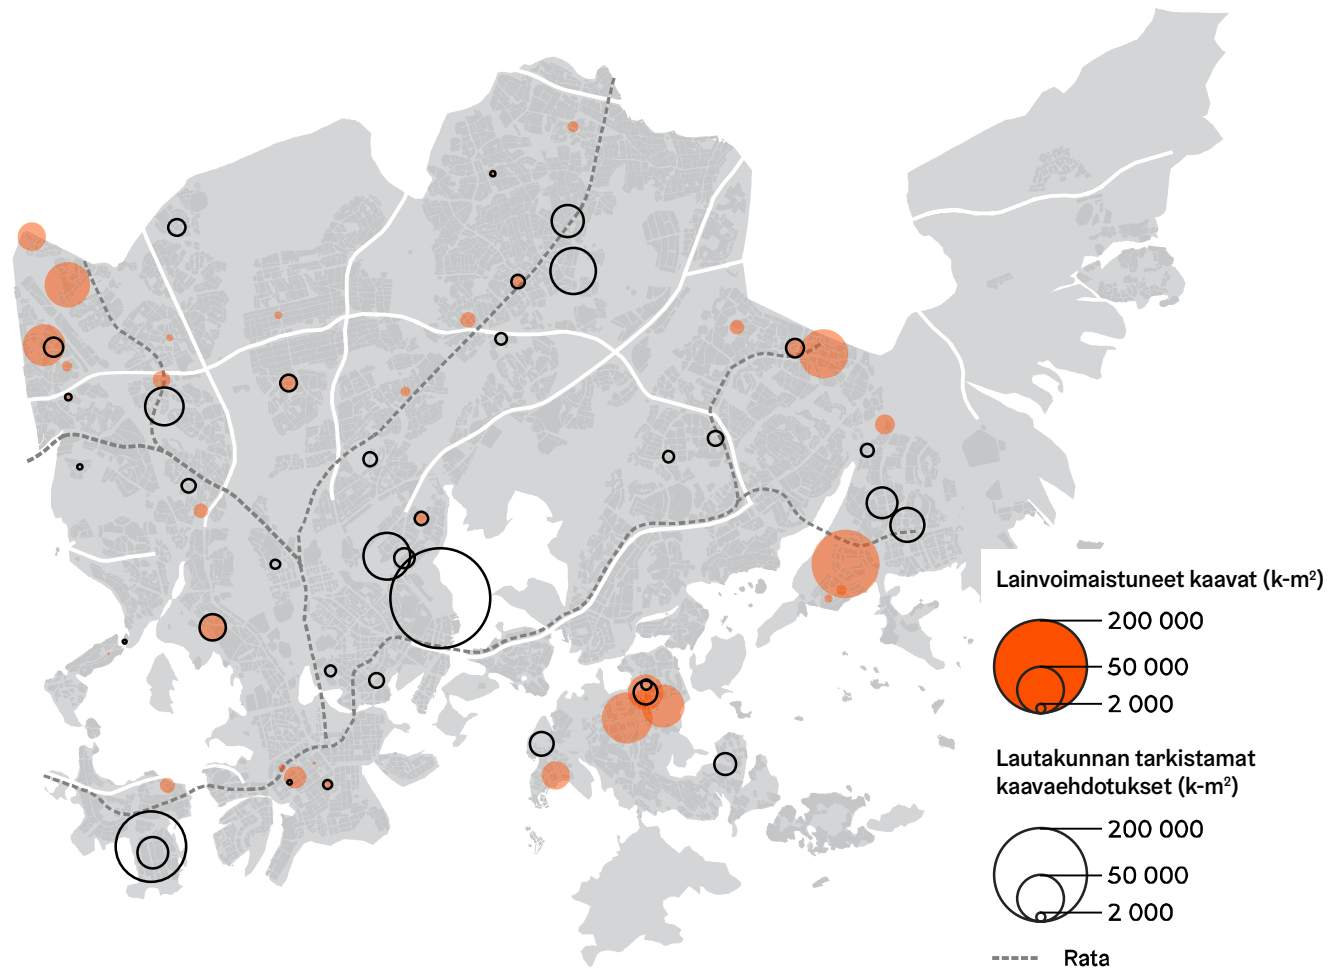 Lainvoimaistuneet kaavat (k-m²)
200 000
50 000
2 000
Lautakunnan tarkistamat
kaavaehdotukset (k-m²)
200 000
50 000
2 000
Rata